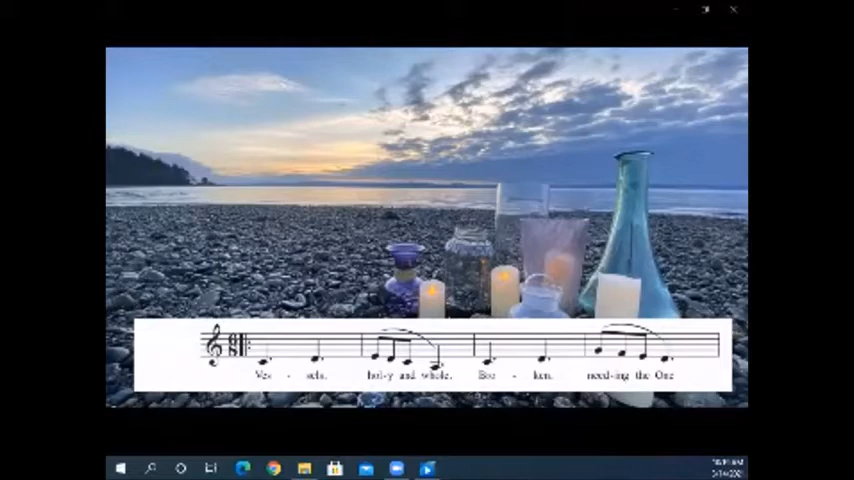 Ves - sels, hol-y and whole. Bro - ken, need-ing the One